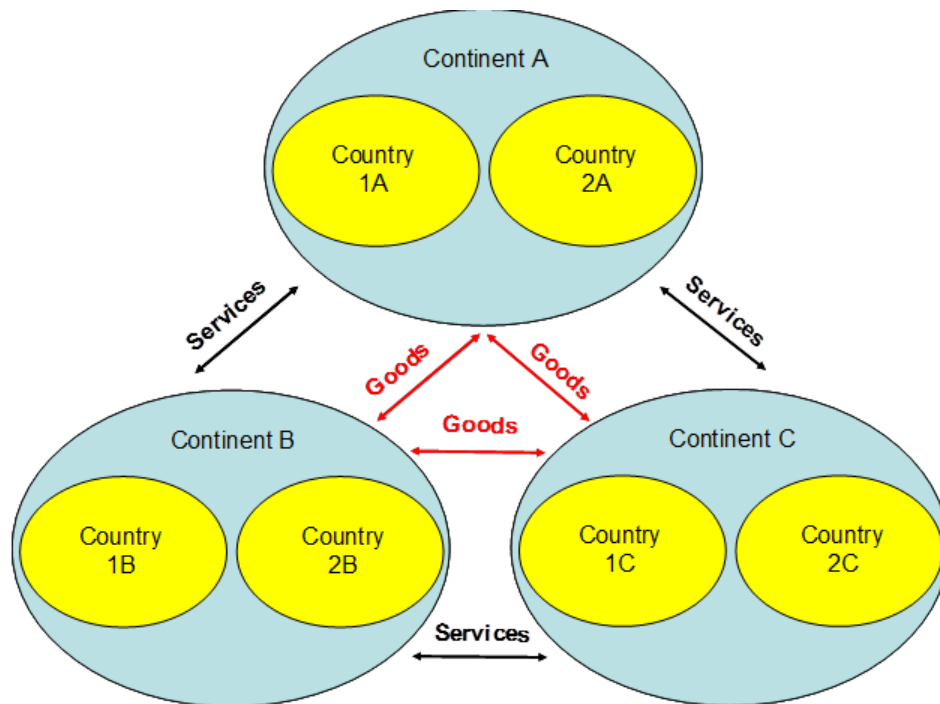 Continent A
Country
1A
Country
2A
Services
Services
Goods
Goods
Goods
Continent B
Continent C
Country
1B
Country
2B
Country
1C
Country
2C
Services